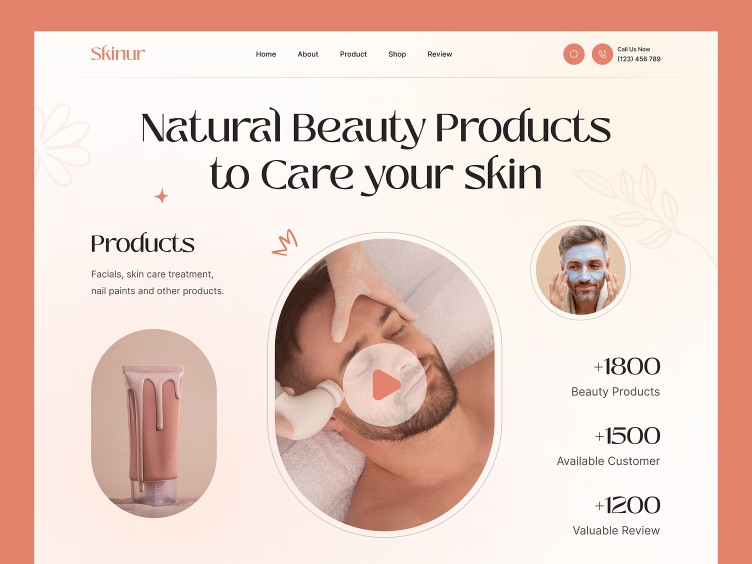 Skinur
Home
About
Product
Shop
Review
Call Us Now
(123) 456 789
Natural Beauty Products
to Care your skin
Products
Facials, skin care treatment,
nail paints and other products.
+1800
Beauty Products
+1500
Available Customer
+1200
Valuable Review